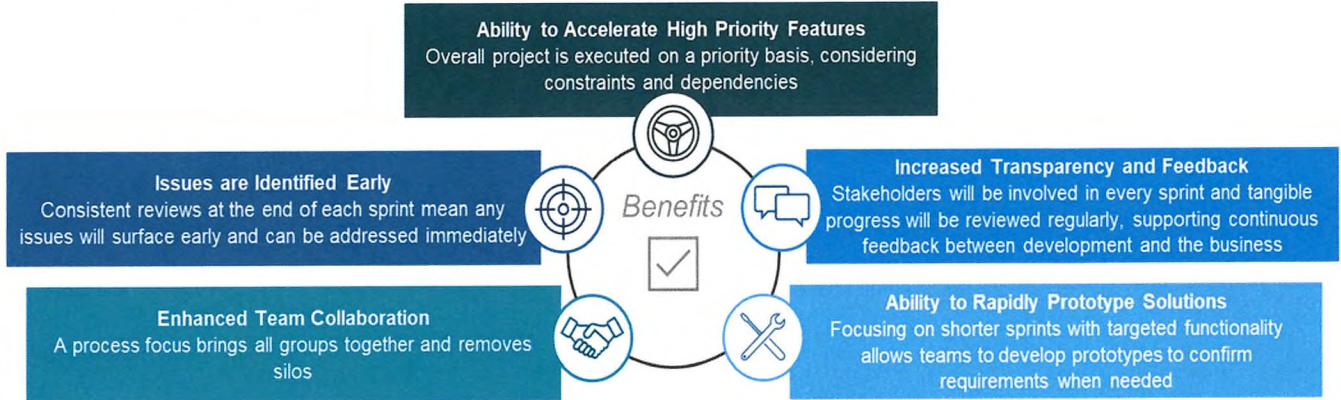 Ability to Accelerate High Priority Features
Overall project is executed on a priority basis, considering
constraints and dependencies
Issues are Identified Early
Consistent reviews at the end of each sprint mean any
issues will surface early and can be addressed immediately
Benefits
Increased Transparency and Feedback
Stakeholders will be involved in every sprint and tangible
progress will be reviewed regularly, supporting continuous
feedback between development and the business
Enhanced Team Collaboration
A process focus brings all groups together and removes
silos
Ability to Rapidly Prototype Solutions
Focusing on shorter sprints with targeted functionality
allows teams to develop prototypes to confirm
requirements when needed